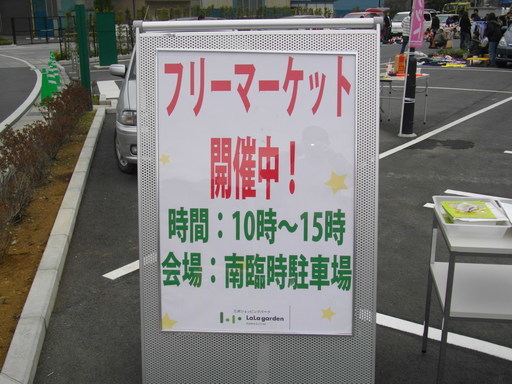 フリーマーケット
開催中！
時間：10時～15時
会場：南臨時駐車場
LaLa garden